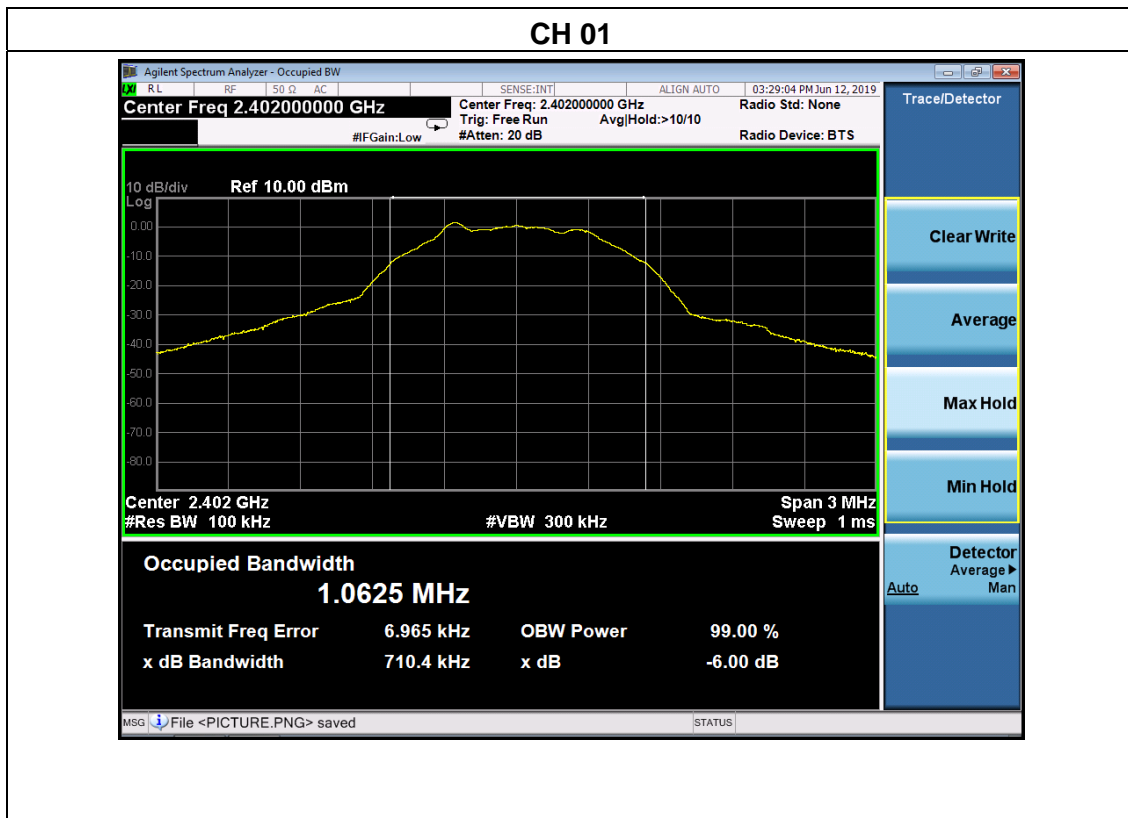 CH 01
Agilent Spectrum Analyzer - Occupied BW
LXI RL RF 50 Ω AC SENSE:INT ALIGN AUTO 03:29:04 PM Jun 12, 2019
Center Freq 2.402000000 GHz
Center Freq: 2.402000000 GHz Radio Std: None
Trig: Free Run Avg|Hold:>10/10
#IFGain:Low #Atten: 20 dB Radio Device: BTS
Trace/Detector
10 dB/div Ref 10.00 dBm
Log
0.00
-10.0
-20.0
-30.0
-40.0
-50.0
-60.0
-70.0
-80.0
Center 2.402 GHz Span 3 MHz
#Res BW 100 kHz #VBW 300 kHz Sweep 1 ms
Clear Write
Average
Max Hold
Min Hold
Detector
Average▶
Auto Man
Occupied Bandwidth
1.0625 MHz
Transmit Freq Error 6.965 kHz OBW Power 99.00 %
x dB Bandwidth 710.4 kHz x dB -6.00 dB
MSG File <PICTURE.PNG> saved STATUS